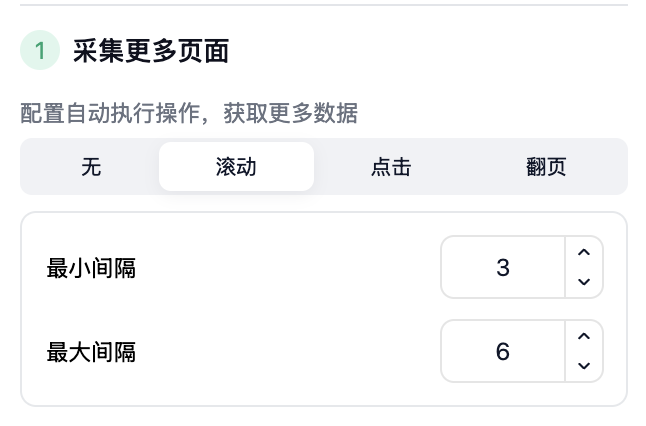 1 采集更多页面
配置自动执行操作，获取更多数据
无 滚动 点击 翻页
最小间隔 3
最大间隔 6